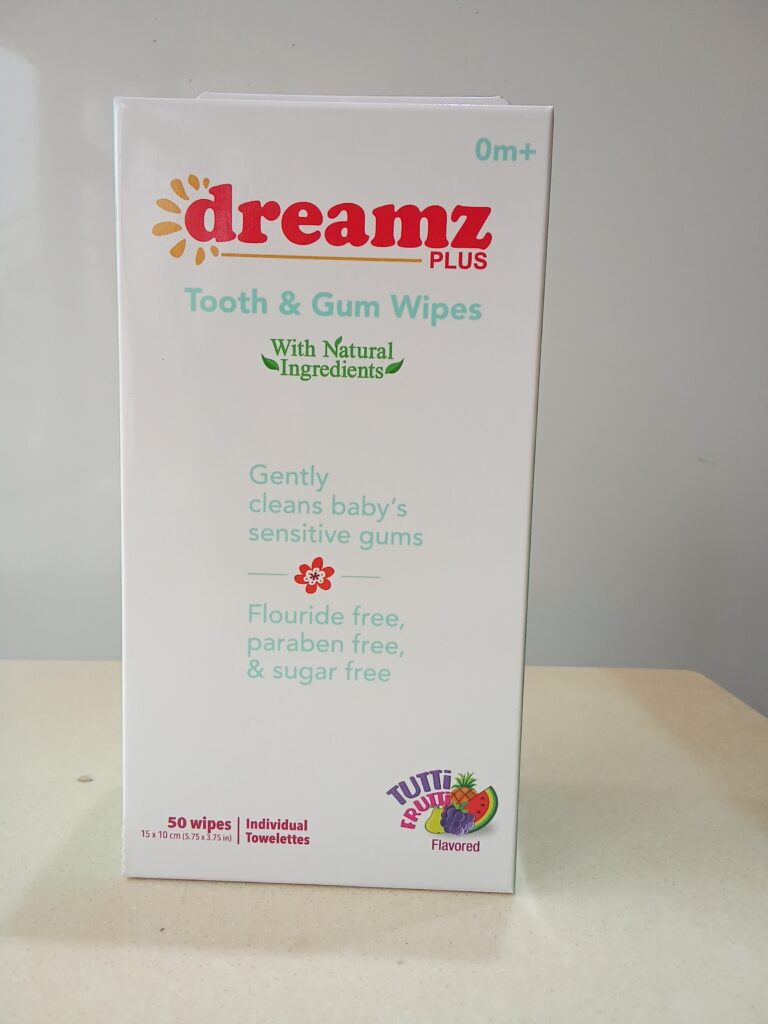 0m+
dreamz
PLUS
Tooth & Gum Wipes
With Natural
Ingredients
Gently
cleans baby's
sensitive gums
Flouride free,
paraben free,
& sugar free
TUTTi
FRUTTi
Flavored
50 wipes
15 x 10 cm (5.75 x 3.75 in)
Individual
Towelettes